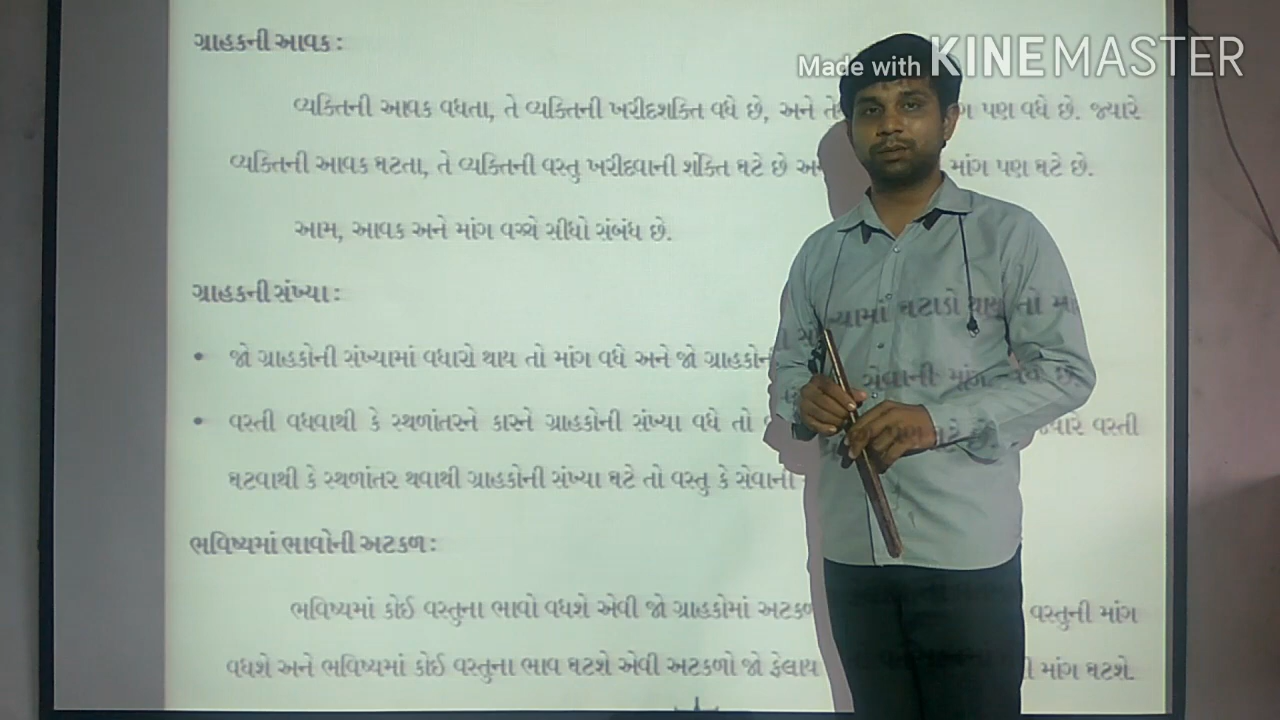 Made with KINEMASTER
ગ્રાહકની આવક :
વ્યક્તિની આવક વધતા, તે વ્યક્તિની ખરીદશક્તિ વધે છે, અને પણ વધે છે. જ્યારે
વ્યક્તિની આવક ઘટતા, તે વ્યક્તિની વસ્તુ ખરીદવાની શક્તિ ઘટે છે માંગ પણ ઘટે છે.
આમ, આવક અને માંગ વચ્ચે સીધો સંબંધ છે.
ગ્રાહકની સંખ્યા :
• જો ગ્રાહકોની સંખ્યામાં વધારો થાય તો માંગ વધે અને જો ઘટાડો થાય તો
સેવાની માંગ વધે છે.
• વસ્તી વધવાથી કે સ્થળાંતરને કારને ગ્રાહકોની સંખ્યા વધે તો વસ્તી
ઘટવાથી કે સ્થળાંતર થવાથી ગ્રાહકોની સંખ્યા ઘટે તો વસ્તુ કે સેવાની
ભવિષ્યમાં ભાવોની અટકળ :
ભવિષ્યમાં કોઈ વસ્તુના ભાવો વધશે એવી જો ગ્રાહકોમાં વસ્તુની માંગ
વધશે અને ભવિષ્યમાં કોઈ વસ્તુના ભાવ ઘટશે એવી અટકળો જો ફેલાય માંગ ઘટશે.